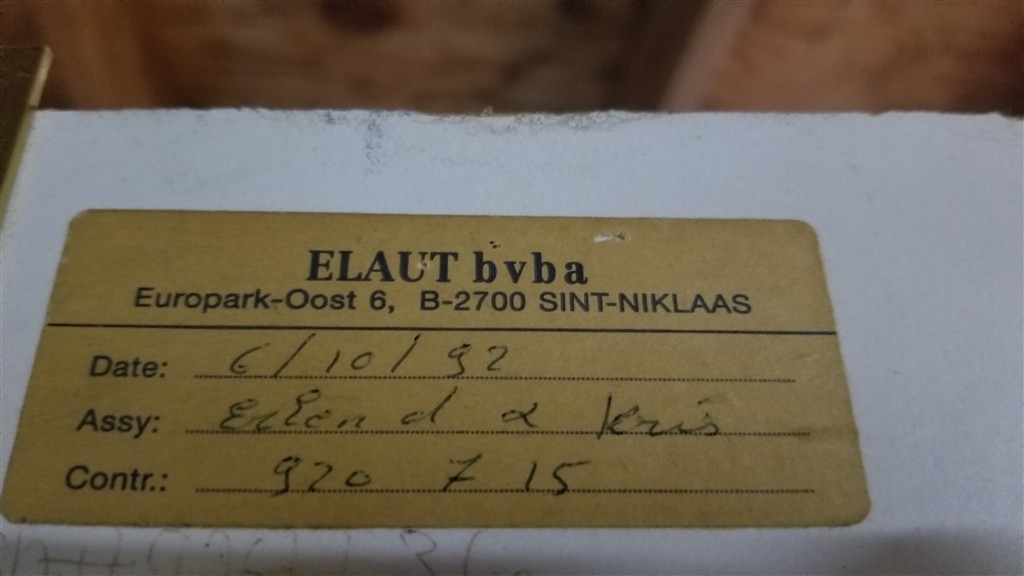 ELAUT bvba
Europark-Oost 6, B-2700 SINT-NIKLAAS
Date: 6/10/92
Assy: Erlend & Kris
Contr.: 920 7 15